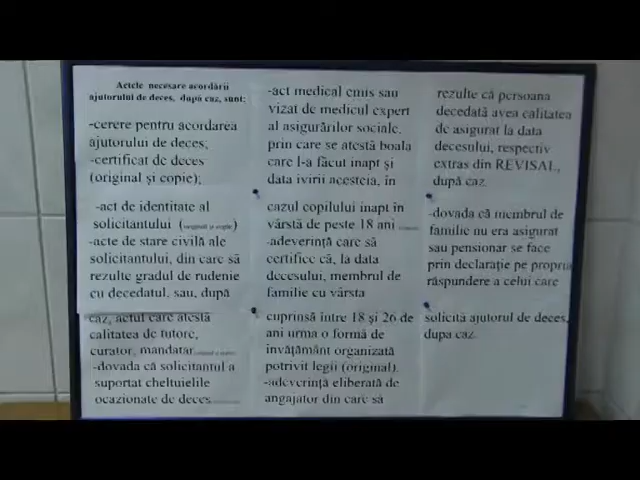 Actele necesare acordării
ajutorului de deces, după caz, sunt:
-cerere pentru acordarea
ajutorului de deces;
-certificat de deces
(original și copie);
-act de identitate al
solicitantului (original și copie)
-acte de stare civilă ale
solicitantului, din care să
rezulte gradul de rudenie
cu decedatul, sau, după
caz, actul care atestă
calitatea de tutore,
curator, mandatar
-dovada că solicitantul a
suportat cheltuielile
ocazionate de deces
-act medical emis sau
vizat de medicul expert
al asigurărilor sociale,
prin care se atestă boala
care l-a făcut inapt și
data ivirii acesteia, în
cazul copilului inapt în
vârstă de peste 18 ani
-adeverință care să
certifice că, la data
decesului, membrul de
familie cu vârsta
cuprinsă între 18 și 26 de
ani urma o formă de
învățământ organizată
potrivit legii (original).
-adeverință eliberată de
angajator din care să
rezulte că persoana
decedată avea calitatea
de asigurat la data
decesului, respectiv
extras din REVISAL,
după caz.
-dovada că membrul de
familie nu era asigurat
sau pensionar se face
prin declarație pe propria
răspundere a celui care
solicită ajutorul de deces,
dupa caz.